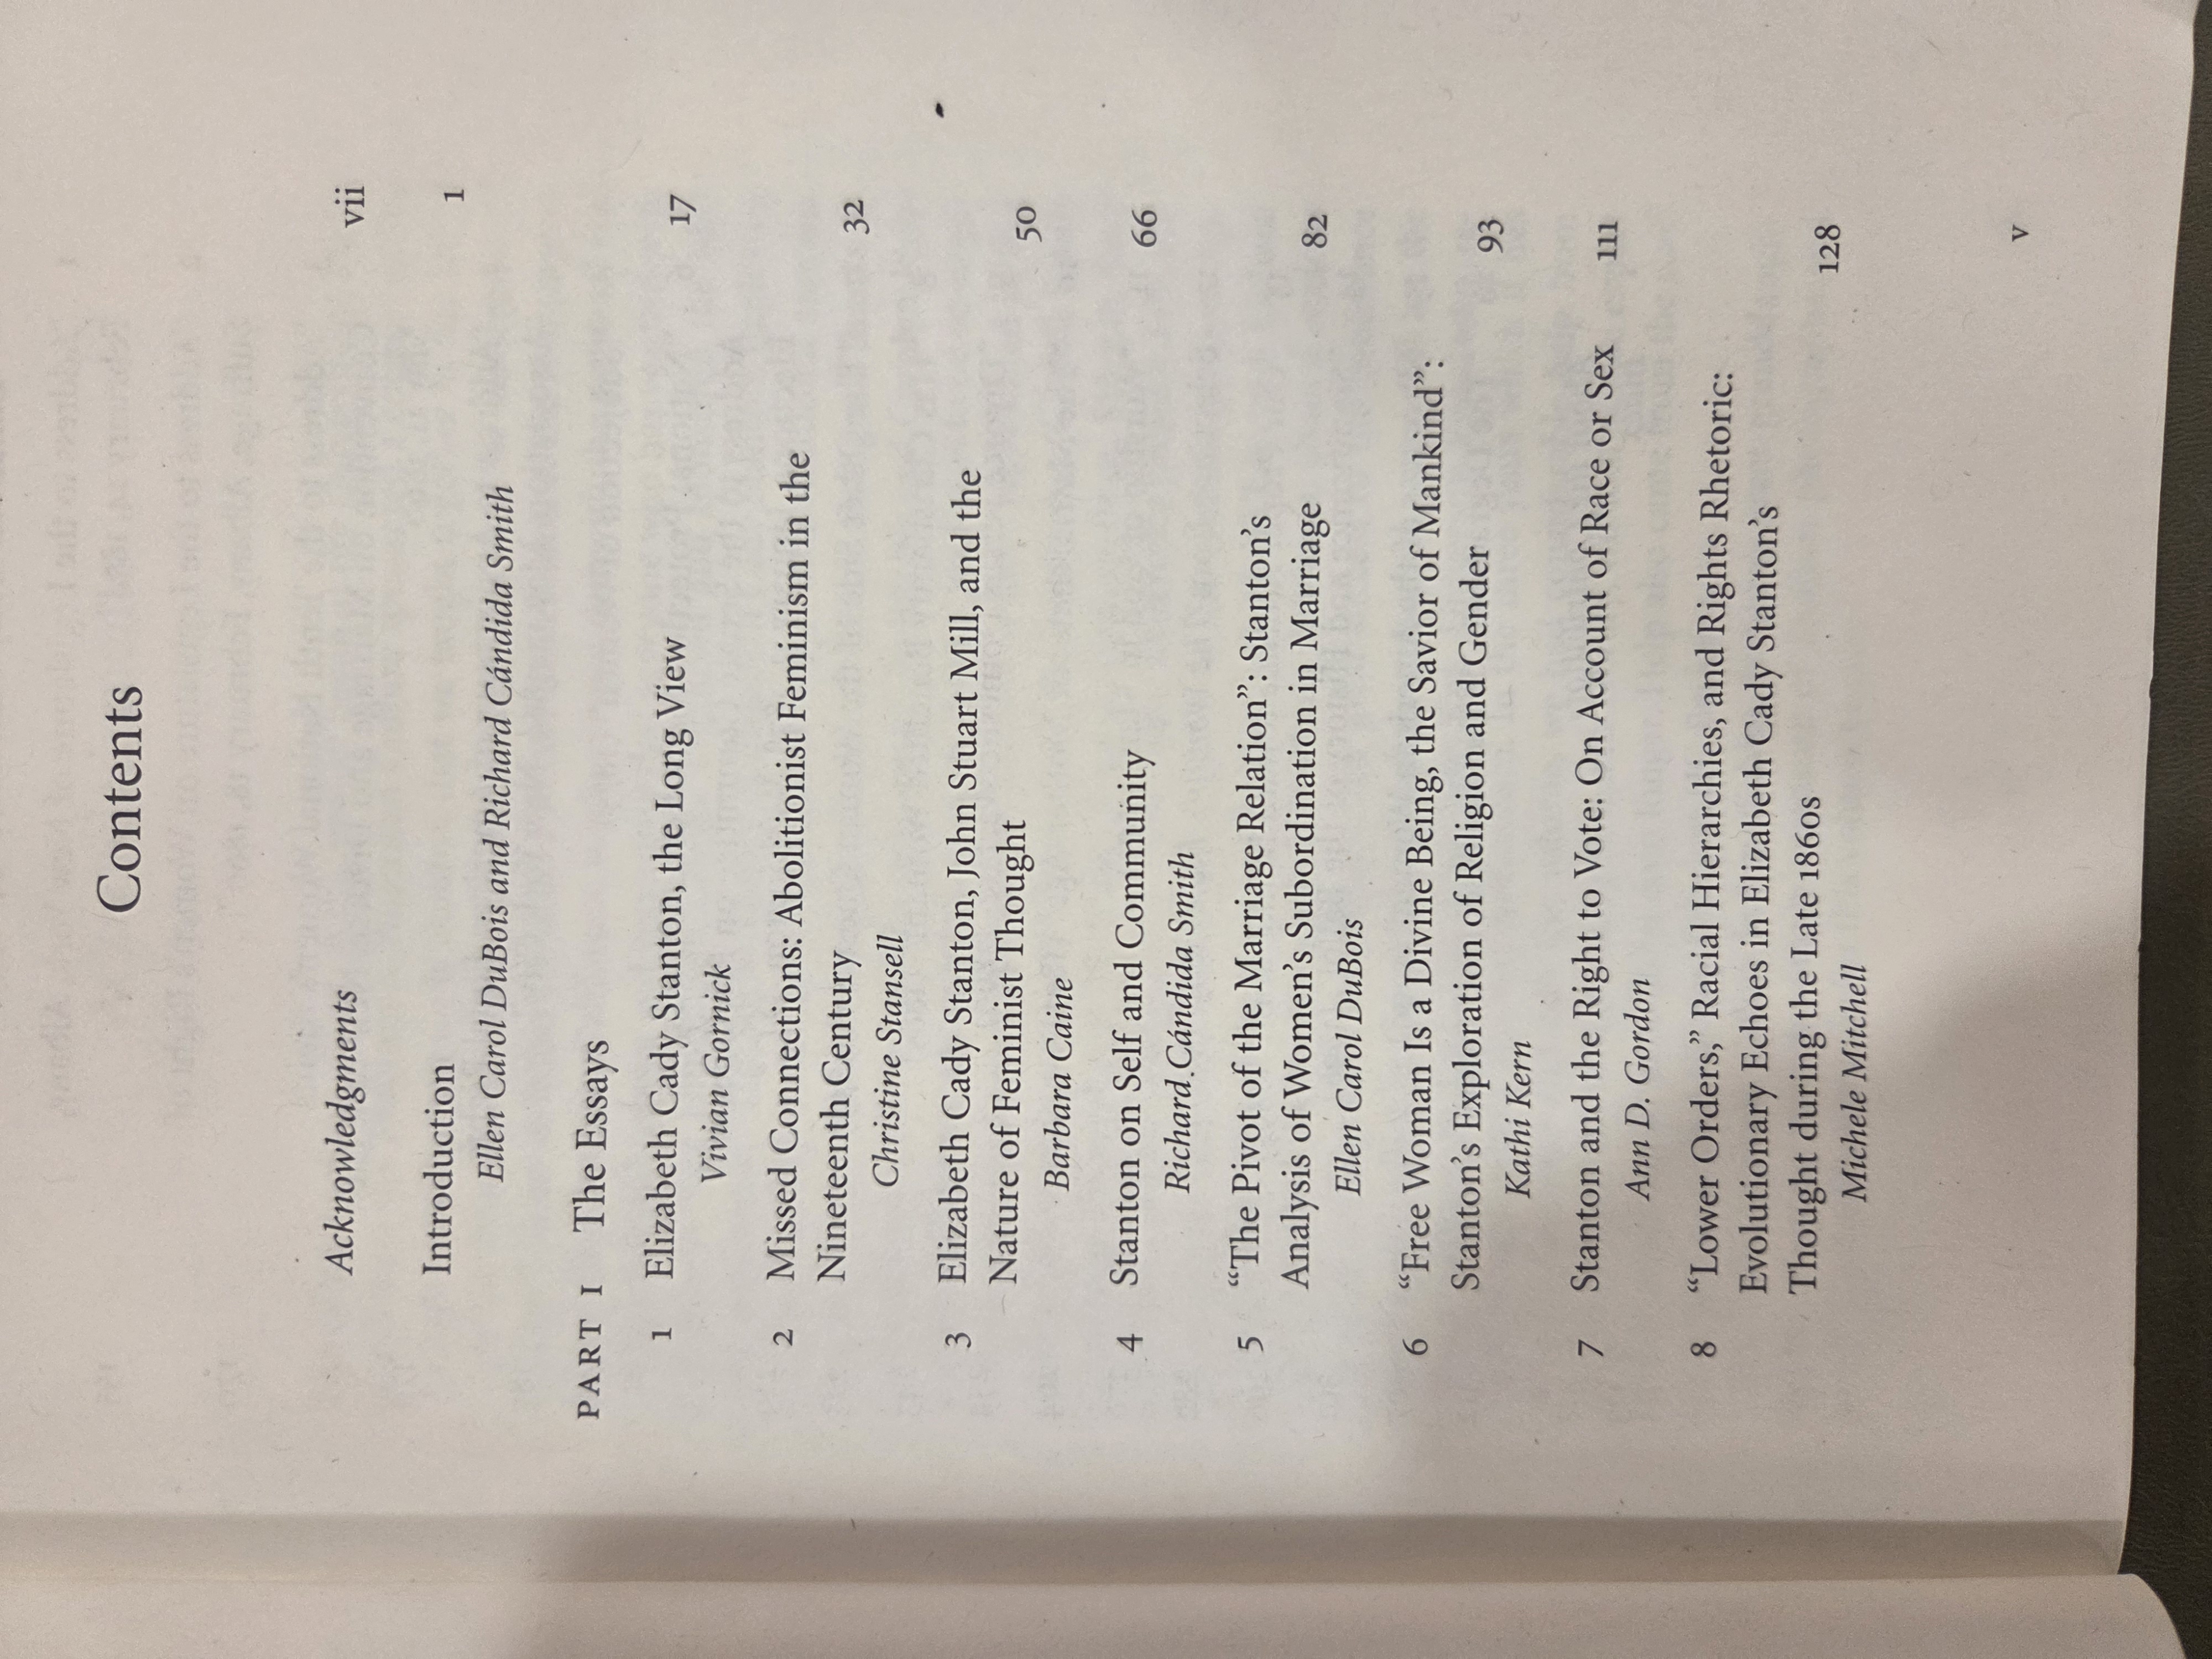 Contents
Acknowledgments vii
Introduction 1
Ellen Carol DuBois and Richard Cándida Smith
PART I The Essays
1 Elizabeth Cady Stanton, the Long View 17
Vivian Gornick
2 Missed Connections: Abolitionist Feminism in the
Nineteenth Century 32
Christine Stansell
3 Elizabeth Cady Stanton, John Stuart Mill, and the
Nature of Feminist Thought 50
Barbara Caine
4 Stanton on Self and Community 66
Richard Cándida Smith
5 “The Pivot of the Marriage Relation”: Stanton’s
Analysis of Women’s Subordination in Marriage 82
Ellen Carol DuBois
6 “Free Woman Is a Divine Being, the Savior of Mankind”:
Stanton’s Exploration of Religion and Gender 93
Kathi Kern
7 Stanton and the Right to Vote: On Account of Race or Sex 111
Ann D. Gordon
8 “Lower Orders,” Racial Hierarchies, and Rights Rhetoric:
Evolutionary Echoes in Elizabeth Cady Stanton’s
Thought during the Late 1860s 128
Michele Mitchell
v